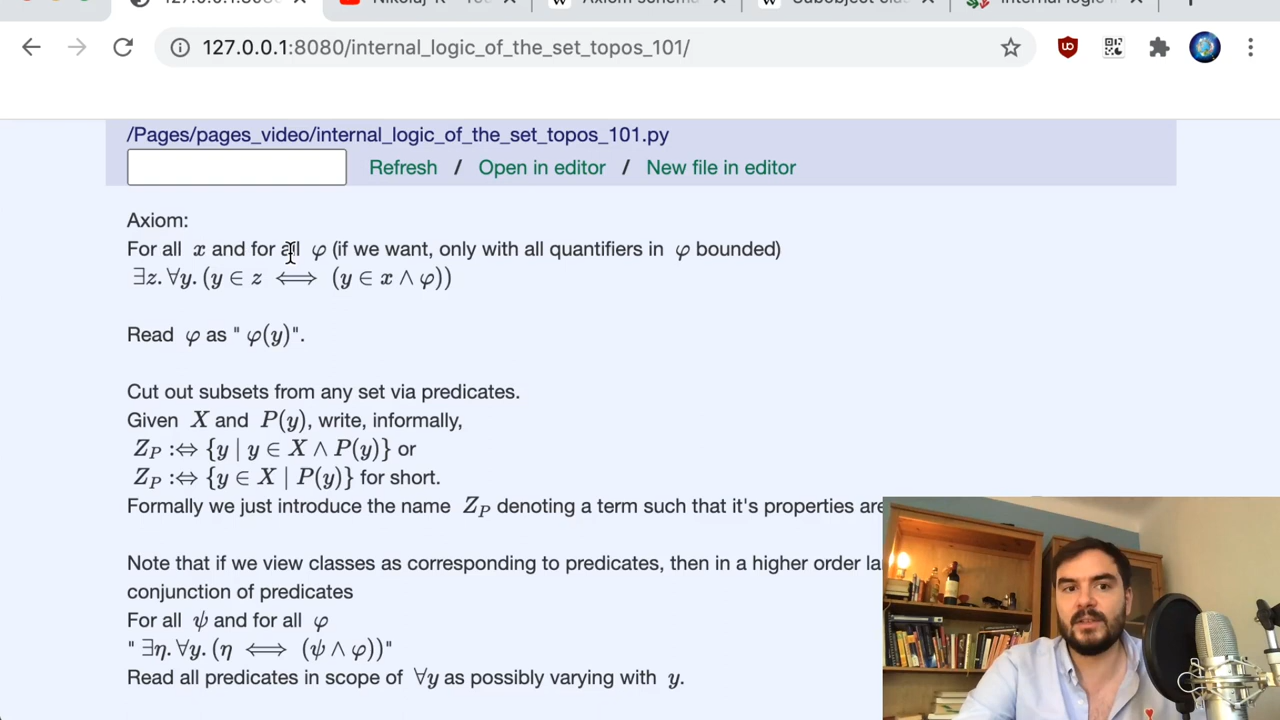 127.0.0.1:8080/internal_logic_of_the_set_topos_101/
/Pages/pages_video/internal_logic_of_the_set_topos_101.py
Refresh / Open in editor / New file in editor
Axiom:
For all x and for all φ (if we want, only with all quantifiers in φ bounded)
∃z. ∀y. (y ∈ z ⟺ (y ∈ x ∧ φ))
Read φ as " φ(y)".
Cut out subsets from any set via predicates.
Given X and P(y), write, informally,
Z_P :⇔ {y | y ∈ X ∧ P(y)} or
Z_P :⇔ {y ∈ X | P(y)} for short.
Formally we just introduce the name Z_P denoting a term such that it's properties are
Note that if we view classes as corresponding to predicates, then in a higher order la
conjunction of predicates
For all ψ and for all φ
" ∃η. ∀y. (η ⟺ (ψ ∧ φ))"
Read all predicates in scope of ∀y as possibly varying with y.